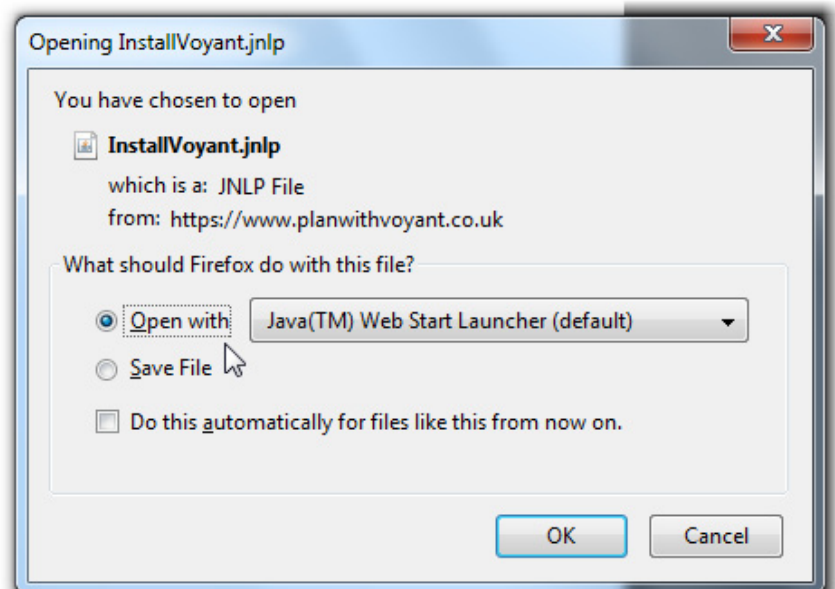 Opening InstallVoyant.jnlp
You have chosen to open
InstallVoyant.jnlp
which is a: JNLP File
from: https://www.planwithvoyant.co.uk
What should Firefox do with this file?
Open with Java(TM) Web Start Launcher (default)
Save File
Do this automatically for files like this from now on.
OK Cancel